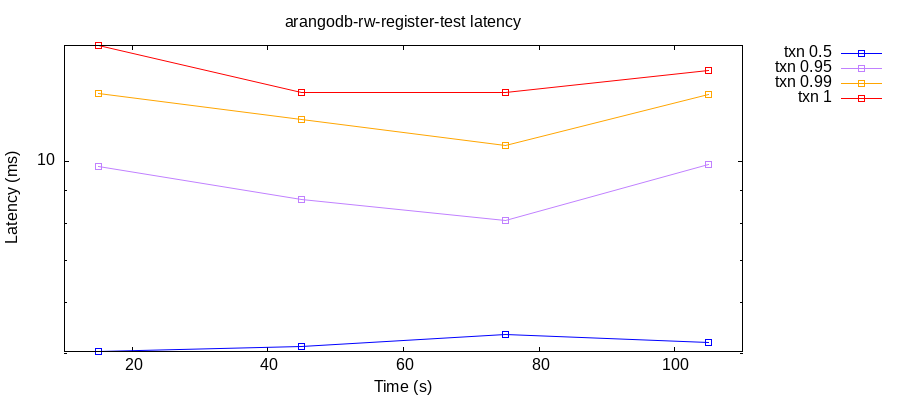 arangodb-rw-register-test latency
txn 0.5
txn 0.95
txn 0.99
txn 1
Latency (ms)
10
20 40 60 80 100
Time (s)